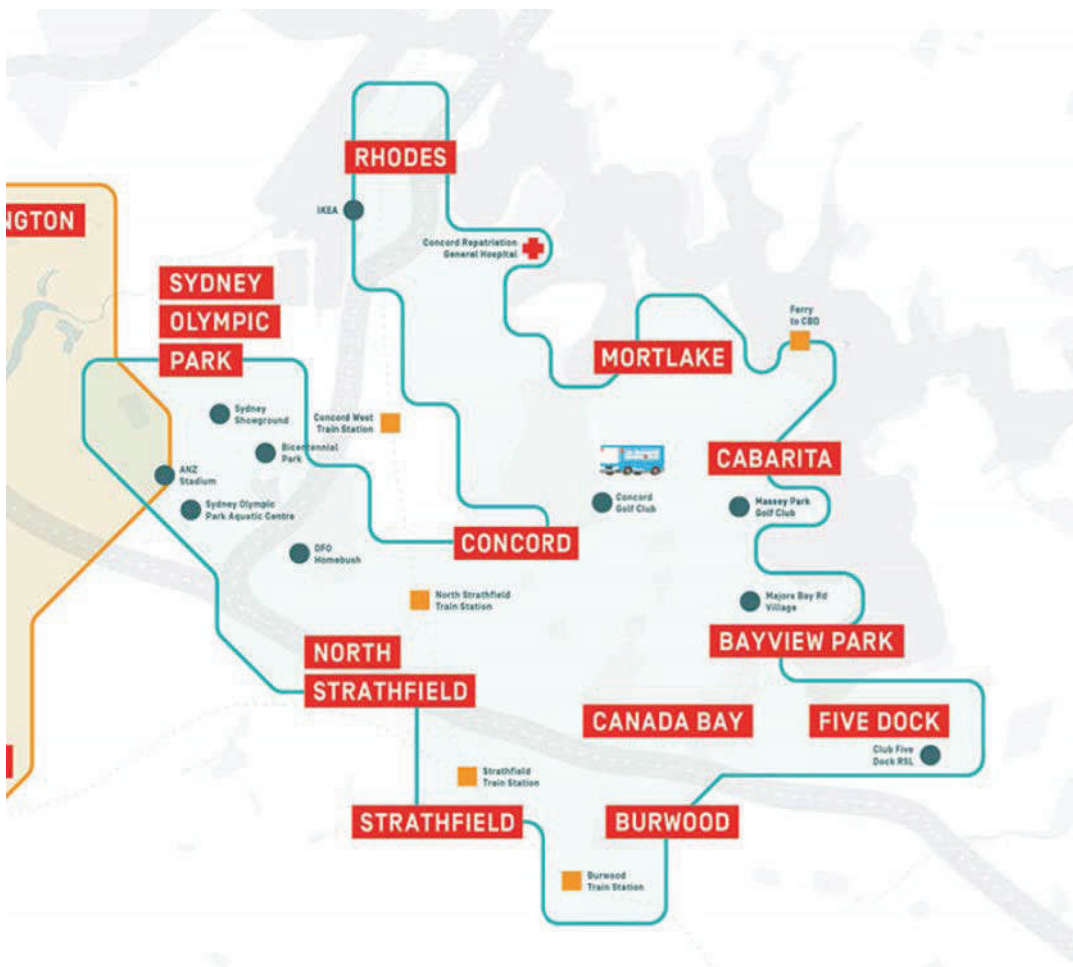 RHODES
IKEA
Concord Repatriation
General Hospital
NGTON
SYDNEY
OLYMPIC
PARK
Ferry
to CBD
MORTLAKE
Sydney
Showground
Concord West
Train Station
Bicentennial
Park
CABARITA
ANZ
Stadium
Sydney Olympic
Park Aquatic Centre
Concord
Golf Club
Massey Park
Golf Club
CONCORD
DFO
Homebush
North Strathfield
Train Station
Majors Bay Rd
Village
NORTH
STRATHFIELD
BAYVIEW PARK
CANADA BAY
FIVE DOCK
Club Five
Dock RSL
Strathfield
Train Station
STRATHFIELD
BURWOOD
Burwood
Train Station